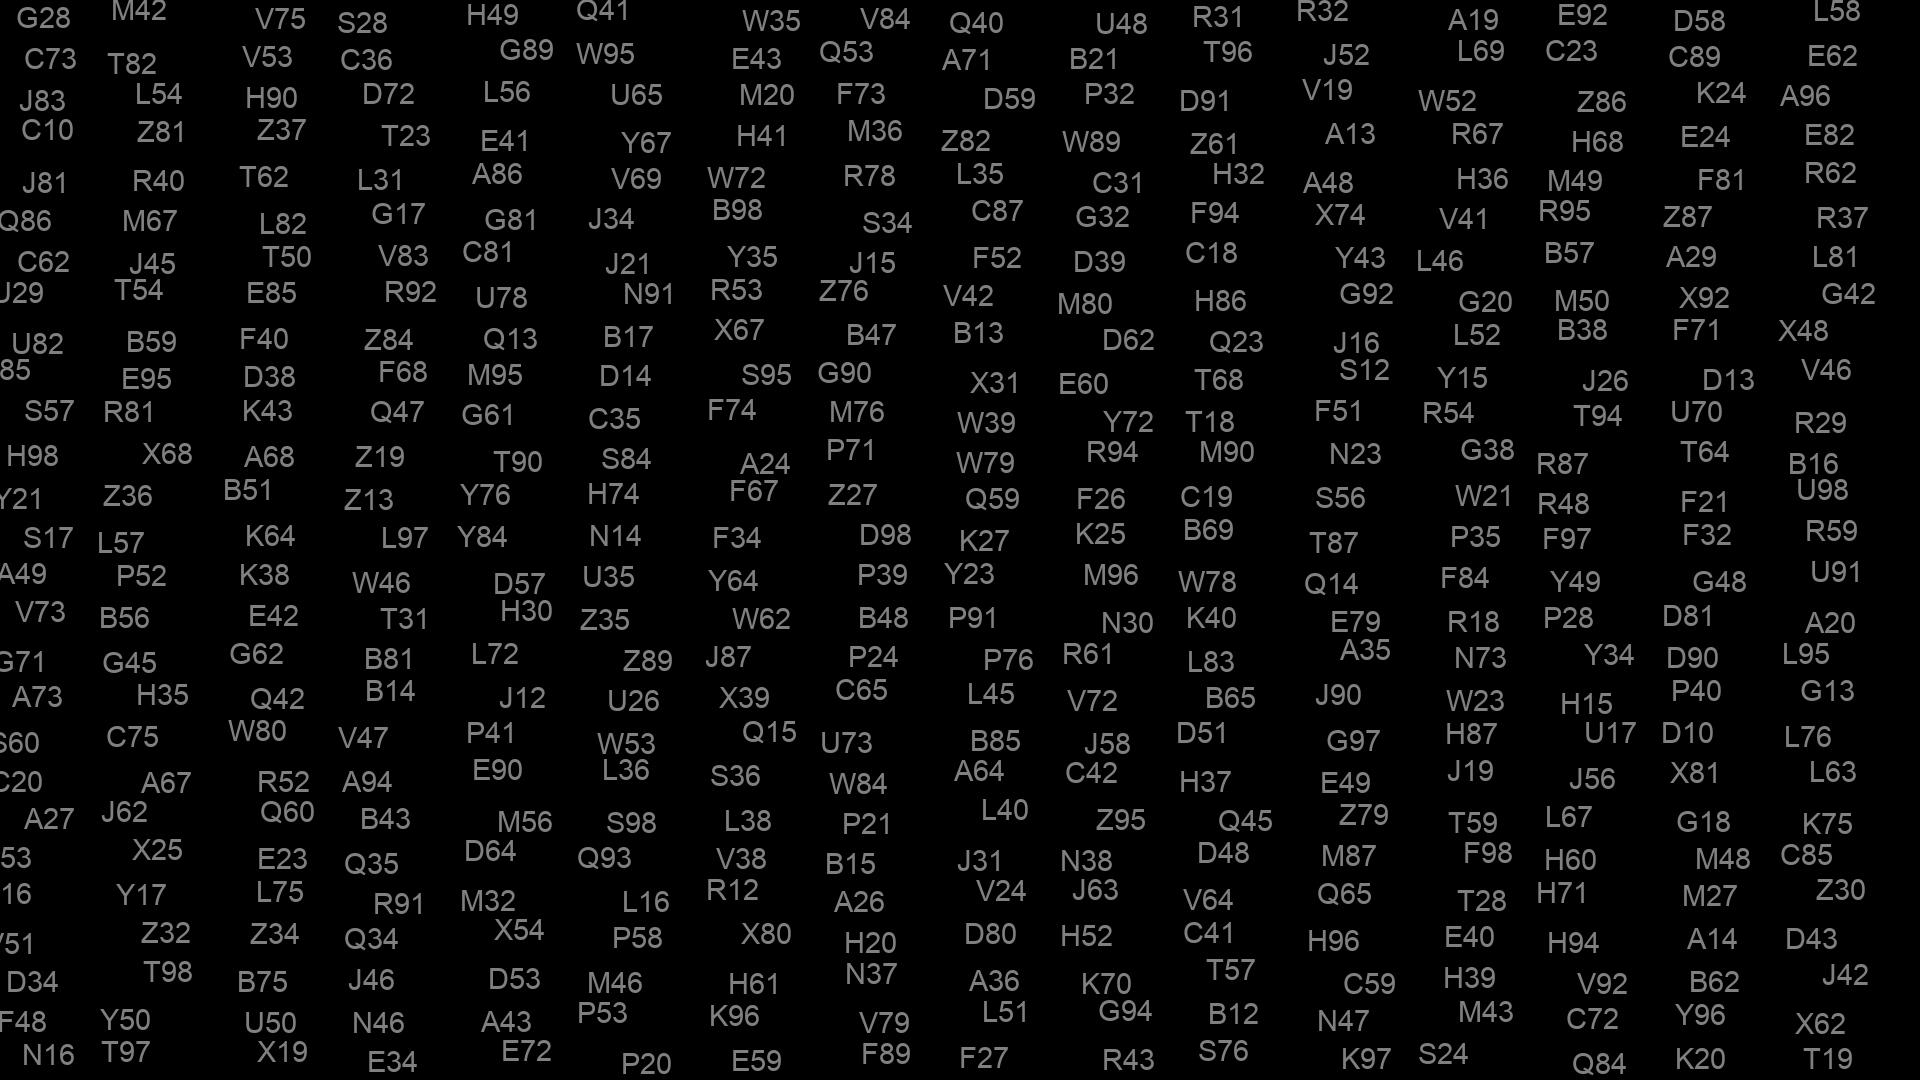 G28 M42 V75 S28 H49 Q41 W35 V84 Q40 U48 R31 R32 A19 E92 D58 L58
C73 T82 V53 C36 G89 W95 E43 Q53 A71 B21 T96 J52 L69 C23 C89 E62
J83 L54 H90 D72 L56 U65 M20 F73 D59 P32 D91 V19 W52 Z86 K24 A96
C10 Z81 Z37 T23 E41 Y67 H41 M36 Z82 W89 Z61 A13 R67 H68 E24 E82
J81 R40 T62 L31 A86 V69 W72 R78 L35 C31 H32 A48 H36 M49 F81 R62
Q86 M67 L82 G17 G81 J34 B98 S34 C87 G32 F94 X74 V41 R95 Z87 R37
C62 J45 T50 V83 C81 J21 Y35 J15 F52 D39 C18 Y43 L46 B57 A29 L81
U29 T54 E85 R92 U78 N91 R53 Z76 V42 M80 H86 G92 G20 M50 X92 G42
U82 B59 F40 Z84 Q13 B17 X67 B47 B13 D62 Q23 J16 L52 B38 F71 X48
85 E95 D38 F68 M95 D14 S95 G90 X31 E60 T68 S12 Y15 J26 D13 V46
S57 R81 K43 Q47 G61 C35 F74 M76 W39 Y72 T18 F51 R54 T94 U70 R29
H98 X68 A68 Z19 T90 S84 A24 P71 W79 R94 M90 N23 G38 R87 T64 B16
Y21 Z36 B51 Z13 Y76 H74 F67 Z27 Q59 F26 C19 S56 W21 R48 F21 U98
S17 L57 K64 L97 Y84 N14 F34 D98 K27 K25 B69 T87 P35 F97 F32 R59
A49 P52 K38 W46 D57 U35 Y64 P39 Y23 M96 W78 Q14 F84 Y49 G48 U91
V73 B56 E42 T31 H30 Z35 W62 B48 P91 N30 K40 E79 R18 P28 D81 A20
G71 G45 G62 B81 L72 Z89 J87 P24 P76 R61 L83 A35 N73 Y34 D90 L95
A73 H35 Q42 B14 J12 U26 X39 C65 L45 V72 B65 J90 W23 H15 P40 G13
S60 C75 W80 V47 P41 W53 Q15 U73 B85 J58 D51 G97 H87 U17 D10 L76
C20 A67 R52 A94 E90 L36 S36 W84 A64 C42 H37 E49 J19 J56 X81 L63
A27 J62 Q60 B43 M56 S98 L38 P21 L40 Z95 Q45 Z79 T59 L67 G18 K75
53 X25 E23 Q35 D64 Q93 V38 B15 J31 N38 D48 M87 F98 H60 M48 C85
16 Y17 L75 R91 M32 L16 R12 A26 V24 J63 V64 Q65 T28 H71 M27 Z30
V51 Z32 Z34 Q34 X54 P58 X80 H20 D80 H52 C41 H96 E40 H94 A14 D43
D34 T98 B75 J46 D53 M46 H61 N37 A36 K70 T57 C59 H39 V92 B62 J42
F48 Y50 U50 N46 A43 P53 K96 V79 L51 G94 B12 N47 M43 C72 Y96 X62
N16 T97 X19 E34 E72 P20 E59 F89 F27 R43 S76 K97 S24 Q84 K20 T19